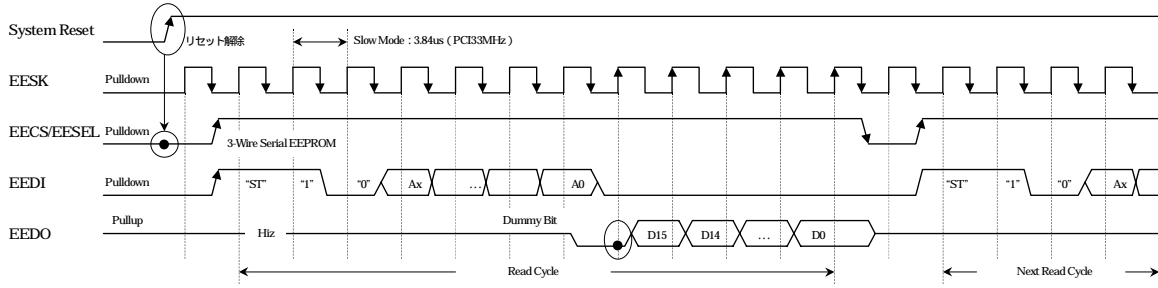 System Reset
リセット解除
Slow Mode : 3.84us ( PCI33MHz )
EESK Pulldown
EECS/EESEL Pulldown
3-Wire Serial EEPROM
EEDI Pulldown "ST" "1" "0" Ax ... A0 "ST" "1" "0" Ax
EEDO Pullup Hiz Dummy Bit D15 D14 ... D0
Read Cycle Next Read Cycle